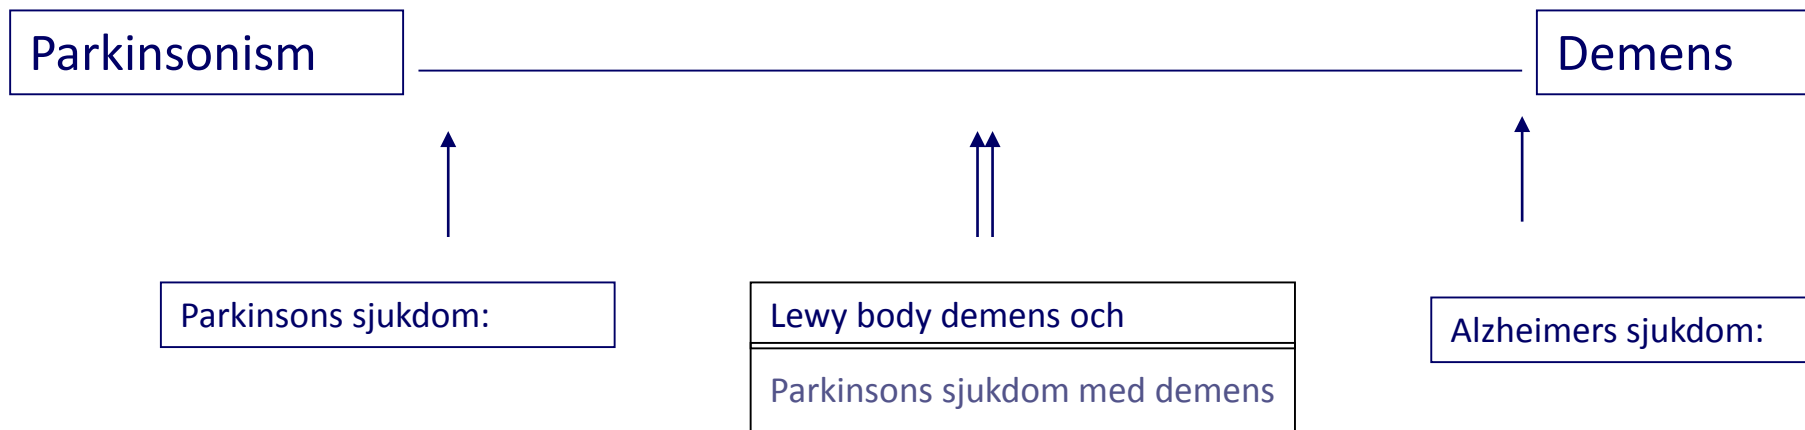 Parkinsonism
Demens
Parkinsons sjukdom:
Lewy body demens och
Parkinsons sjukdom med demens
Alzheimers sjukdom: